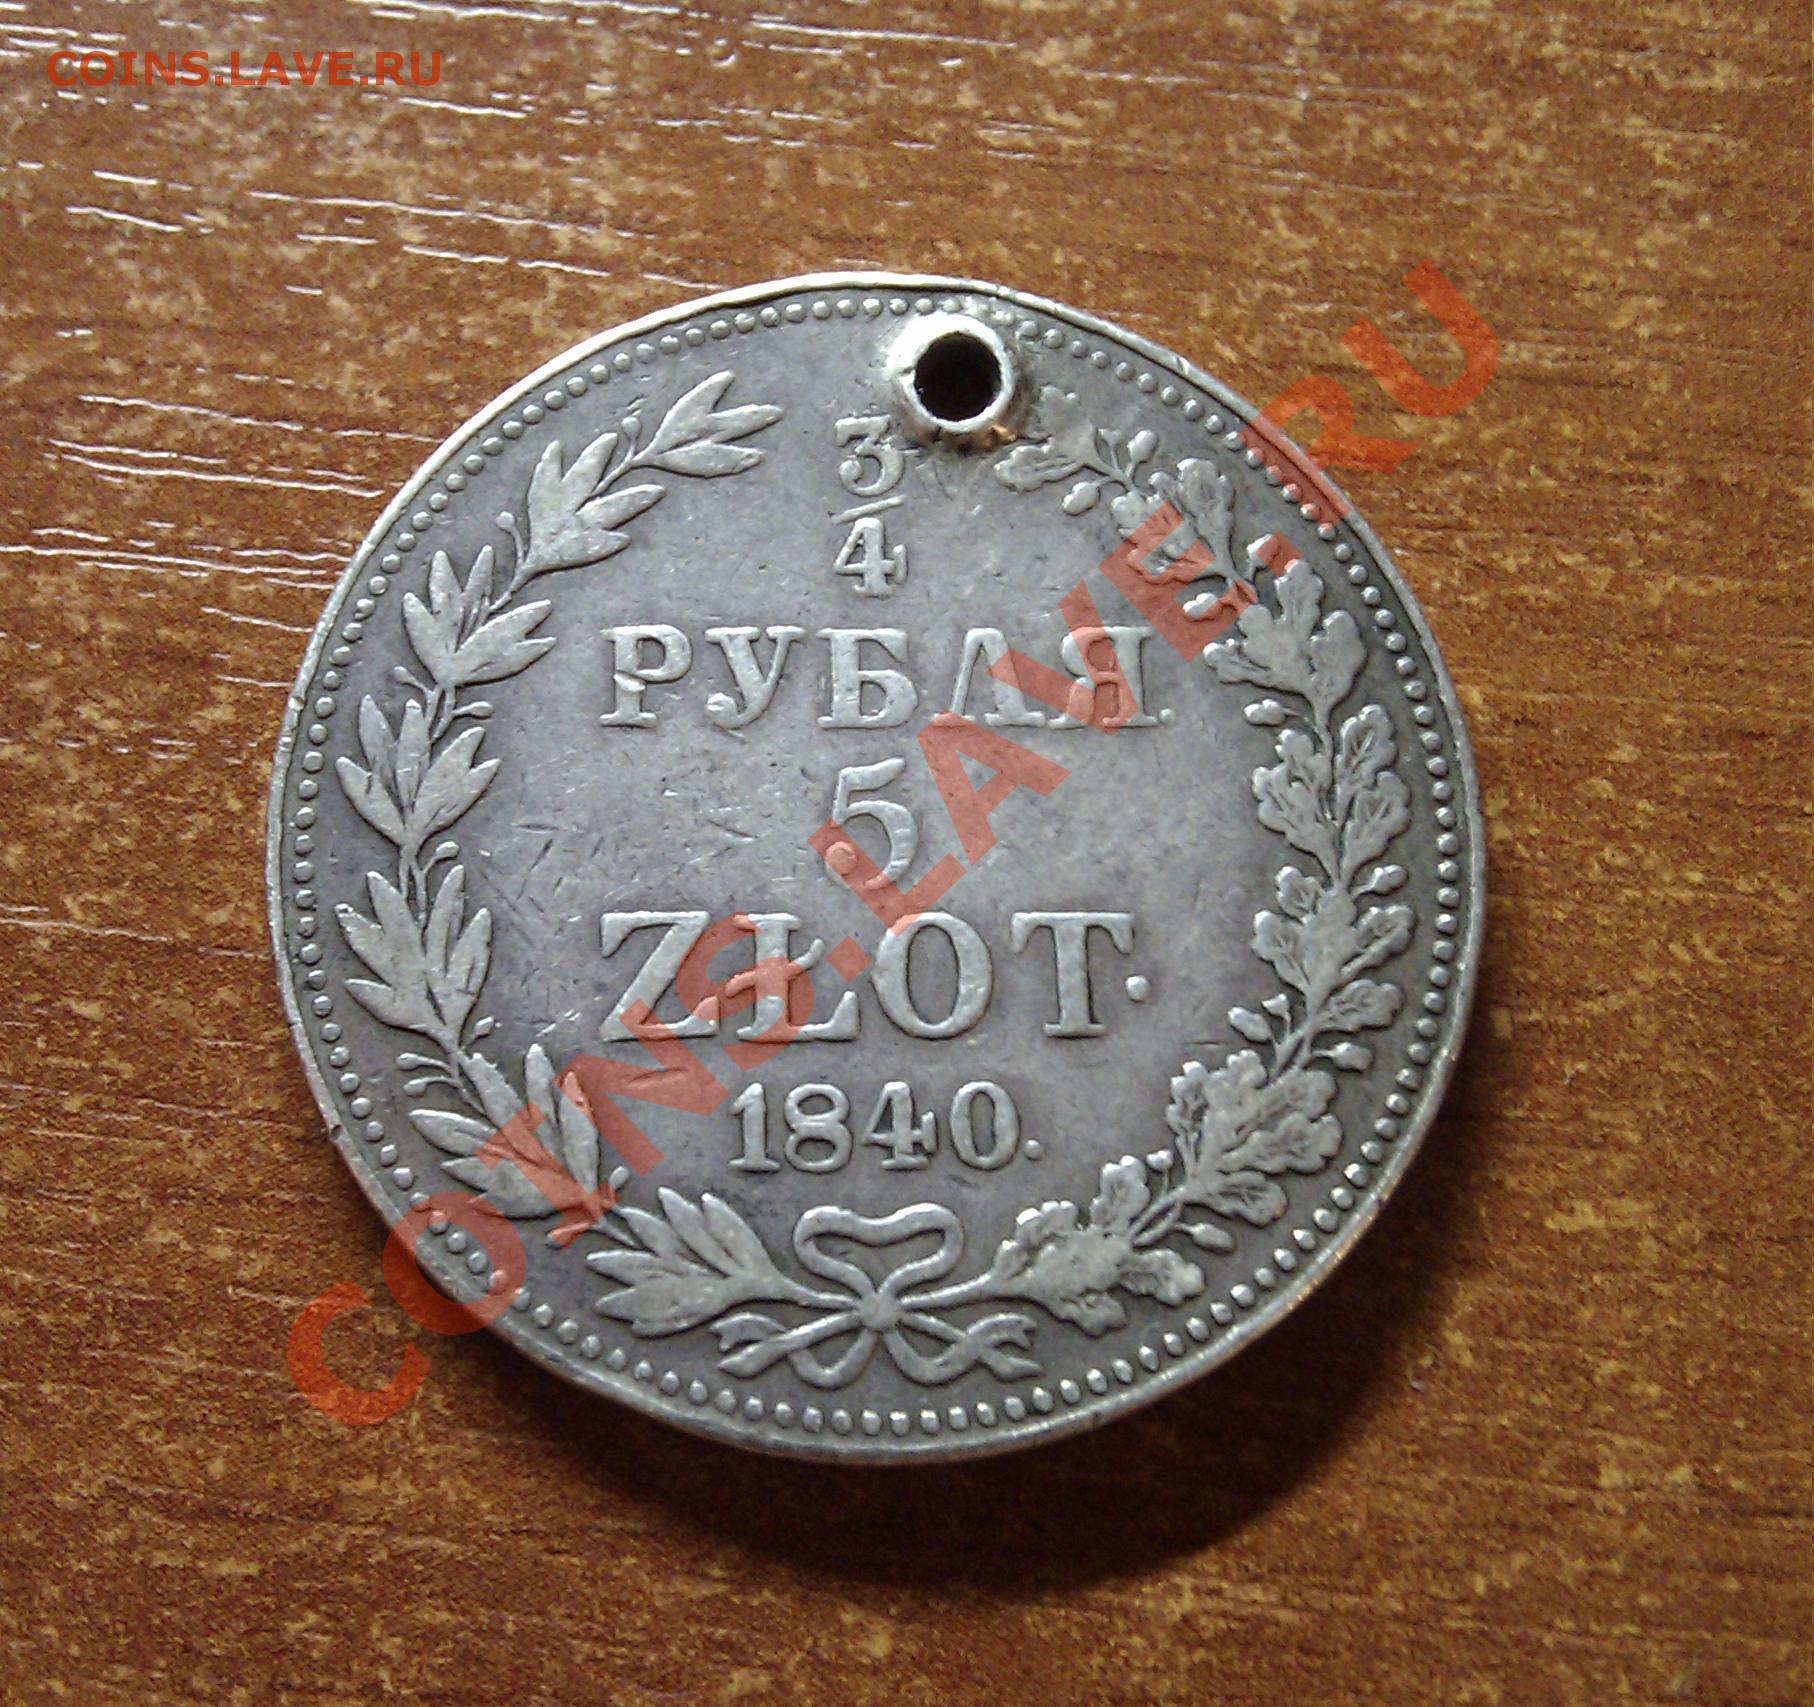 COINS.LAVE.RU
3/4
РУБЛЯ.
5
ZŁOT.
1840.
COINS.LAVE.RU